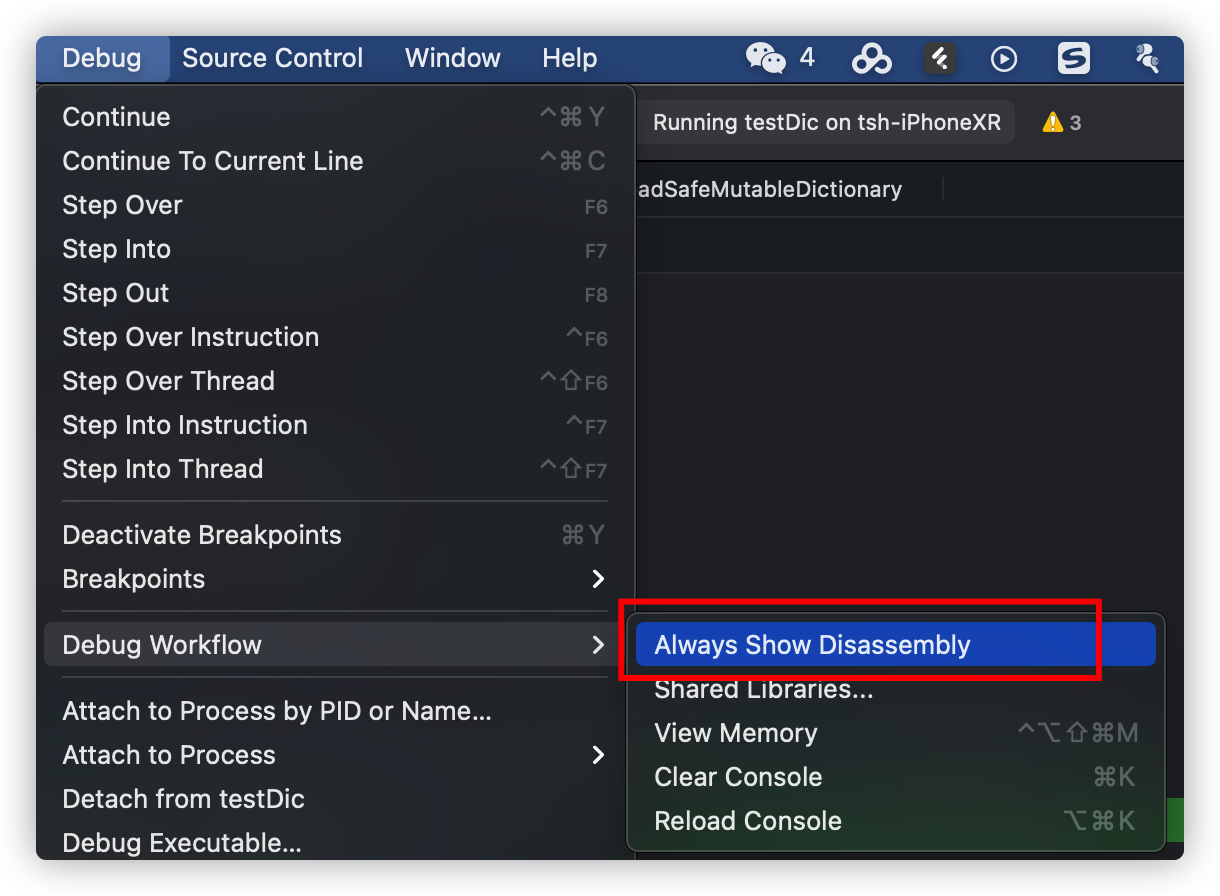 Debug Source Control Window Help 4
Running testDic on tsh-iPhoneXR 3
adSafeMutableDictionary
Continue ^⌘Y
Continue To Current Line ^⌘C
Step Over F6
Step Into F7
Step Out F8
Step Over Instruction ^F6
Step Over Thread ^⇧F6
Step Into Instruction ^F7
Step Into Thread ^⇧F7
Deactivate Breakpoints ⌘Y
Breakpoints
Debug Workflow
Attach to Process by PID or Name...
Attach to Process
Detach from testDic
Debug Executable...
Always Show Disassembly
Shared Libraries...
View Memory ^⌥⇧⌘M
Clear Console ⌘K
Reload Console ⌥⌘K